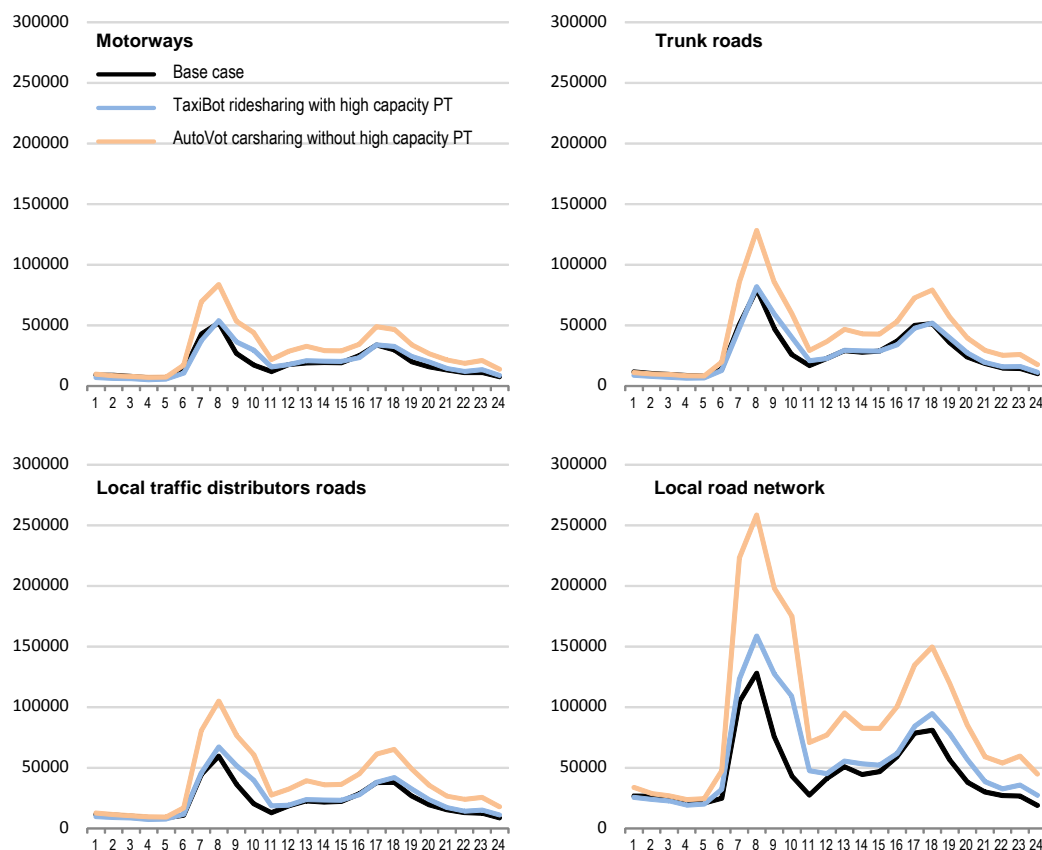 300000
Motorways
Base case
250000
TaxiBot ridesharing with high capacity PT
AutoVot carsharing without high capacity PT
200000
150000
100000
50000
0
1 2 3 4 5 6 7 8 9 10 11 12 13 14 15 16 17 18 19 20 21 22 23 24
300000
Trunk roads
250000
200000
150000
100000
50000
0
1 2 3 4 5 6 7 8 9 10 11 12 13 14 15 16 17 18 19 20 21 22 23 24
300000
Local traffic distributors roads
250000
200000
150000
100000
50000
0
1 2 3 4 5 6 7 8 9 10 11 12 13 14 15 16 17 18 19 20 21 22 23 24
300000
Local road network
250000
200000
150000
100000
50000
0
1 2 3 4 5 6 7 8 9 10 11 12 13 14 15 16 17 18 19 20 21 22 23 24